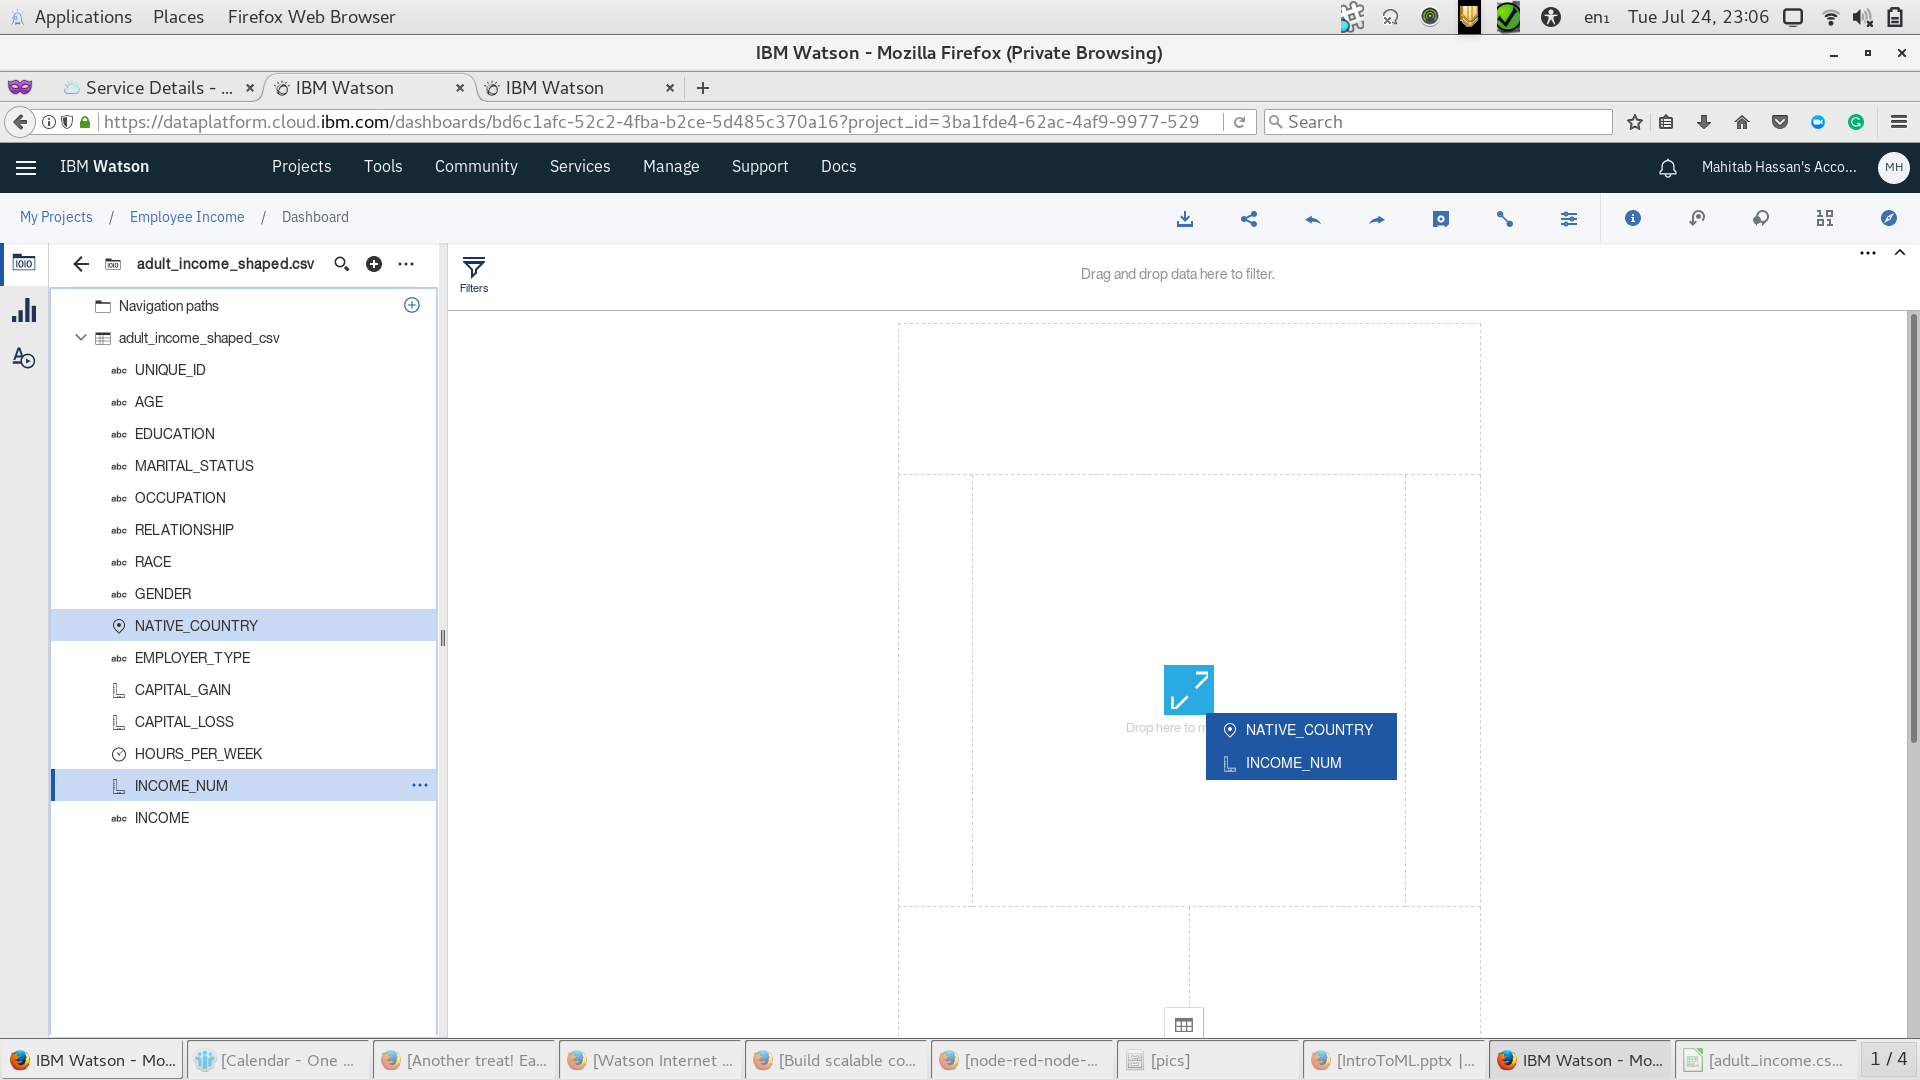 Applications Places Firefox Web Browser en₁ Tue Jul 24, 23:06
IBM Watson - Mozilla Firefox (Private Browsing)
Service Details - ... IBM Watson IBM Watson
https://dataplatform.cloud.ibm.com/dashboards/bd6c1afc-52c2-4fba-b2ce-5d485c370a16?project_id=3ba1fde4-62ac-4af9-9977-529 Search
IBM Watson Projects Tools Community Services Manage Support Docs Mahitab Hassan's Acco... MH
My Projects / Employee Income / Dashboard
adult_income_shaped.csv
Filters
Drag and drop data here to filter.
Navigation paths
adult_income_shaped_csv
abc UNIQUE_ID
abc AGE
abc EDUCATION
abc MARITAL_STATUS
abc OCCUPATION
abc RELATIONSHIP
abc RACE
abc GENDER
NATIVE_COUNTRY
abc EMPLOYER_TYPE
CAPITAL_GAIN
CAPITAL_LOSS
HOURS_PER_WEEK
INCOME_NUM
abc INCOME
Drop here to
NATIVE_COUNTRY
INCOME_NUM
IBM Watson - Mo... [Calendar - One ... [Another treat! Ea... [Watson Internet ... [Build scalable co... [node-red-node-... [pics] [IntroToML.pptx |... IBM Watson - Mo... [adult_income.cs... 1 / 4